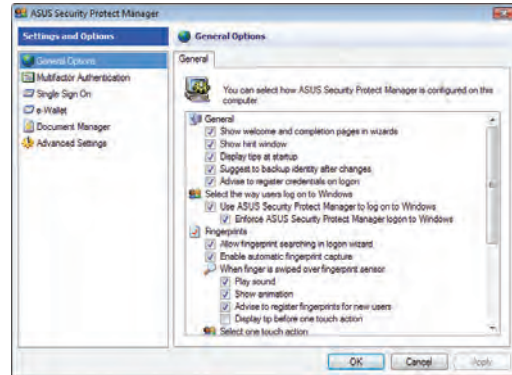 ASUS Security Protect Manager
Settings and Options
General Options
Multifactor Authentication
Single Sign On
e-Wallet
Document Manager
Advanced Settings
General Options
General
You can select how ASUS Security Protect Manager is configured on this
computer.
General
Show welcome and completion pages in wizards
Show hint window
Display tips at startup
Suggest to backup identity after changes
Advise to register credentials on logon
Select the way users log on to Windows
Use ASUS Security Protect Manager to log on to Windows
Enforce ASUS Security Protect Manager logon to Windows
Fingerprints
Allow fingerprint searching in logon wizard
Enable automatic fingerprint capture
When finger is swiped over fingerprint sensor
Play sound
Show animation
Advise to register fingerprints for new users
Display tip before one touch action
Select one touch action
OK
Cancel
Apply